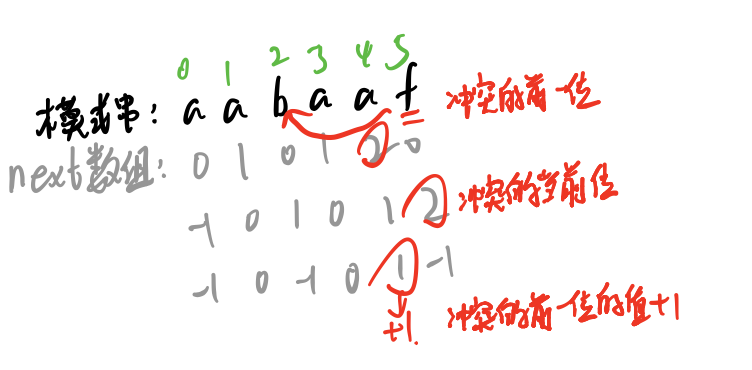 0 1 2 3 4 5
模式串: a a b a a f 冲突的前一位
next数组: 0 1 0 1 2 0
-1 0 1 0 1 2 冲突的当前位
-1 0 -1 0 1 -1
+1. 冲突的前一位的值+1